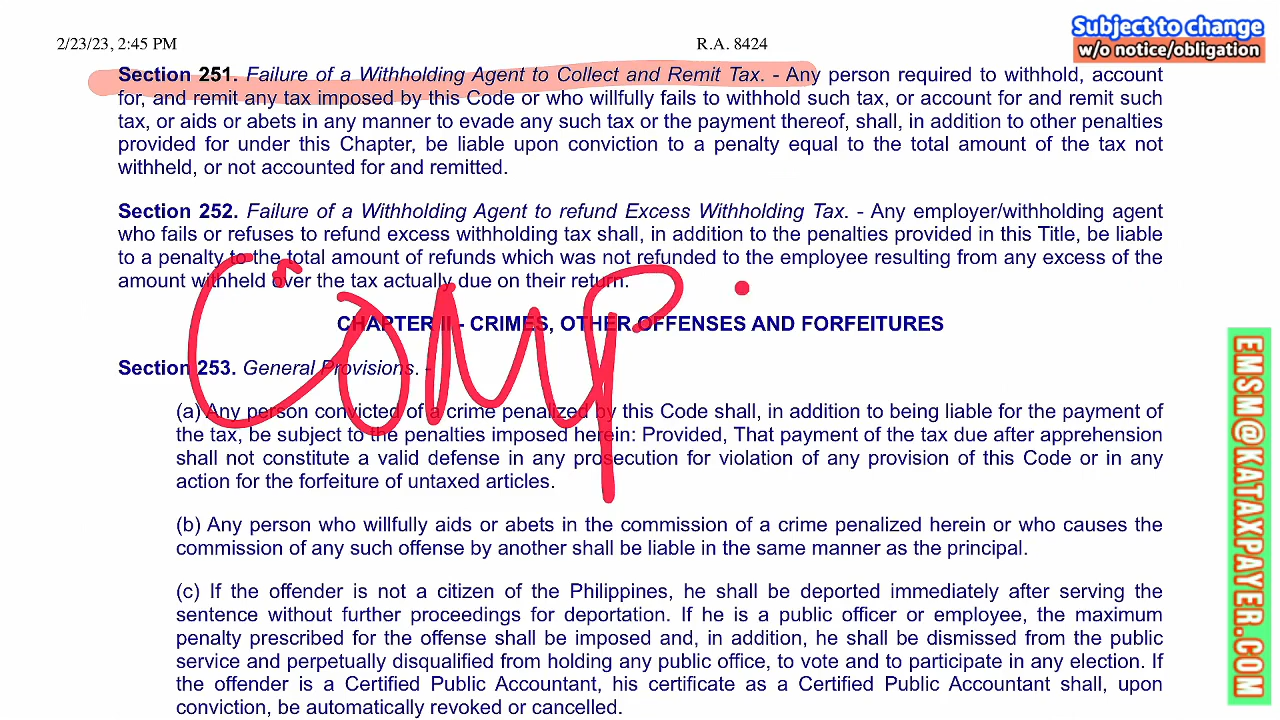 2/23/23, 2:45 PM
R.A. 8424
Subject to change
w/o notice/obligation
Section 251. Failure of a Withholding Agent to Collect and Remit Tax. - Any person required to withhold, account
for, and remit any tax imposed by this Code or who willfully fails to withhold such tax, or account for and remit such
tax, or aids or abets in any manner to evade any such tax or the payment thereof, shall, in addition to other penalties
provided for under this Chapter, be liable upon conviction to a penalty equal to the total amount of the tax not
withheld, or not accounted for and remitted.
Section 252. Failure of a Withholding Agent to refund Excess Withholding Tax. - Any employer/withholding agent
who fails or refuses to refund excess withholding tax shall, in addition to the penalties provided in this Title, be liable
to a penalty to the total amount of refunds which was not refunded to the employee resulting from any excess of the
amount withheld over the tax actually due on their return.
Comp
CHAPTER II - CRIMES, OTHER OFFENSES AND FORFEITURES
Section 253. General Provisions. -
(a) Any person convicted of a crime penalized by this Code shall, in addition to being liable for the payment of
the tax, be subject to the penalties imposed herein: Provided, That payment of the tax due after apprehension
shall not constitute a valid defense in any prosecution for violation of any provision of this Code or in any
action for the forfeiture of untaxed articles.
(b) Any person who willfully aids or abets in the commission of a crime penalized herein or who causes the
commission of any such offense by another shall be liable in the same manner as the principal.
(c) If the offender is not a citizen of the Philippines, he shall be deported immediately after serving the
sentence without further proceedings for deportation. If he is a public officer or employee, the maximum
penalty prescribed for the offense shall be imposed and, in addition, he shall be dismissed from the public
service and perpetually disqualified from holding any public office, to vote and to participate in any election. If
the offender is a Certified Public Accountant, his certificate as a Certified Public Accountant shall, upon
conviction, be automatically revoked or cancelled.
EMSM@KATAXPAYER.COM